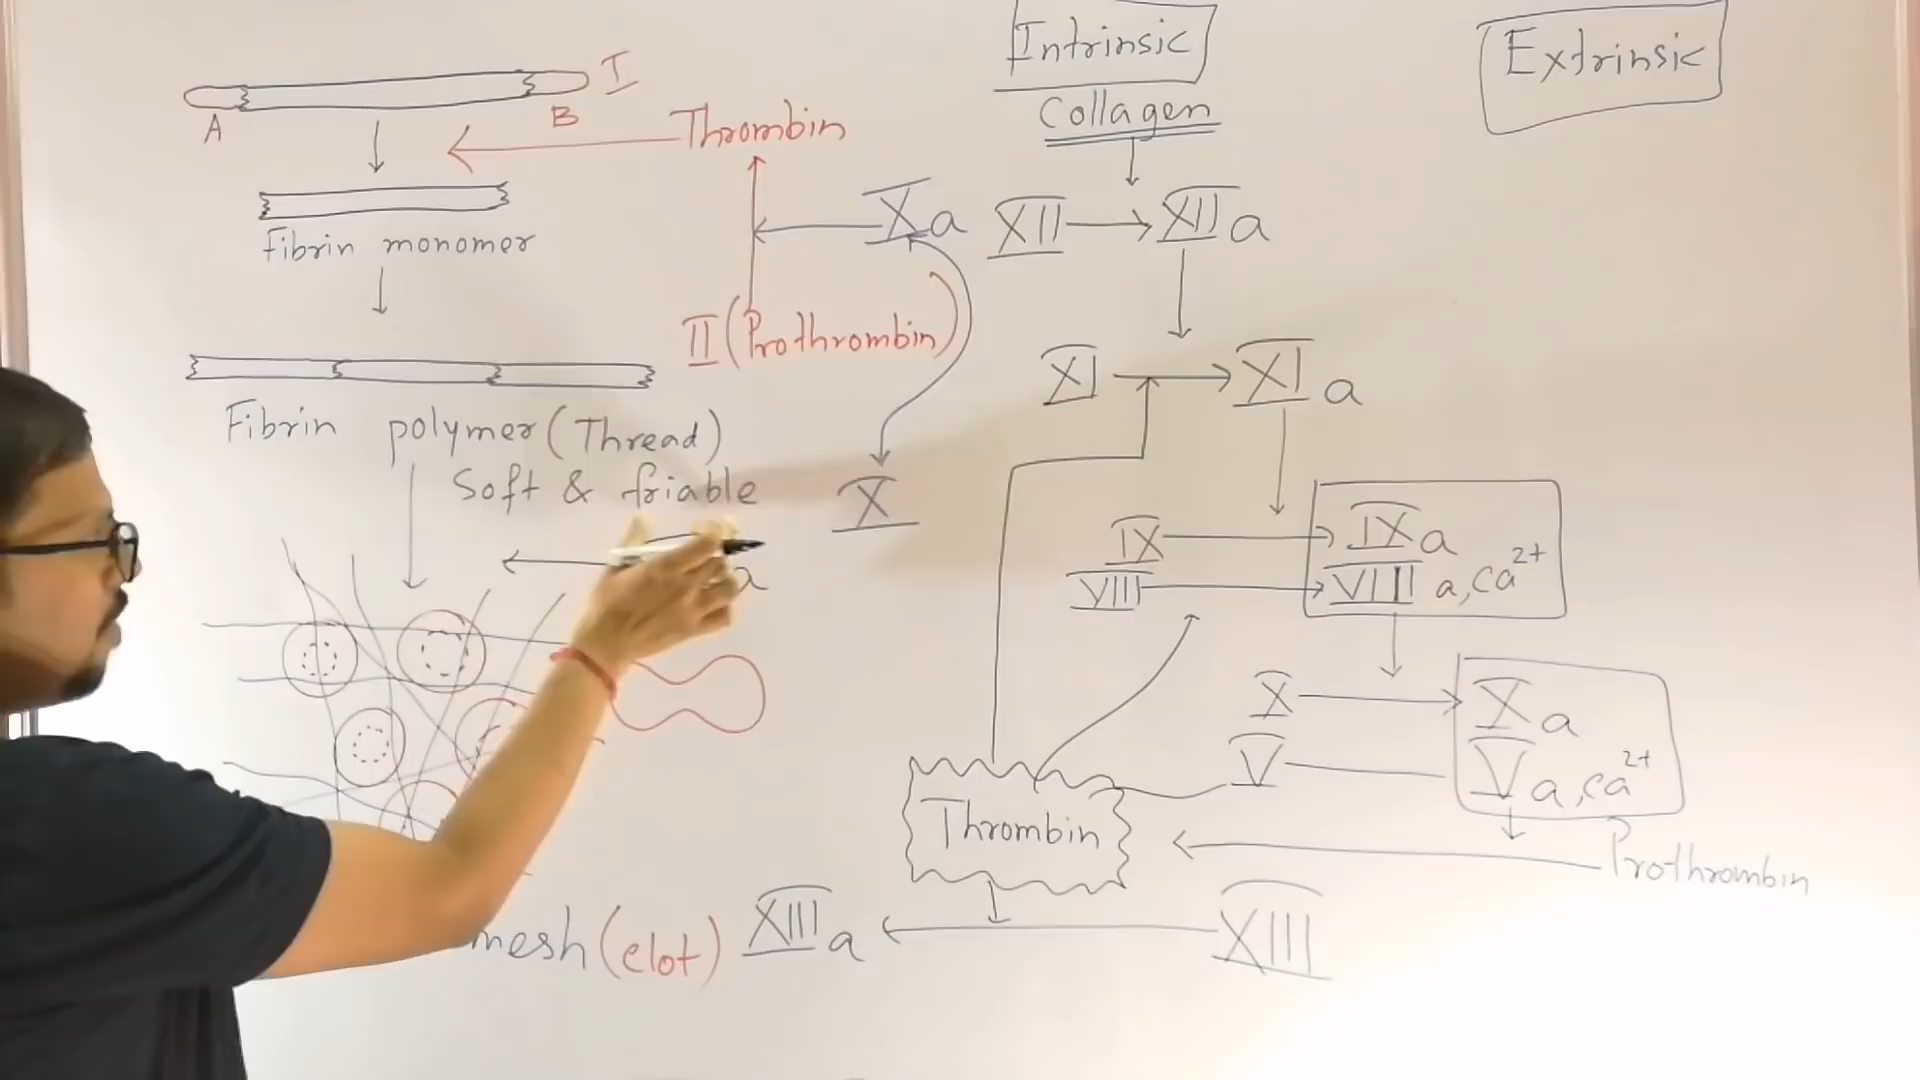 I
A
B
Thrombin
Fibrin monomer
Xa
II (Prothrombin)
Fibrin polymer (Thread)
Soft & friable
X
a
mesh (clot)
Intrinsic
Collagen
XII XIIa
XI XIa
IX IXa
VIII VIIIa, Ca2+
X Xa
V Va, Ca2+
Thrombin
Prothrombin
XIIIa XIII
Extrinsic